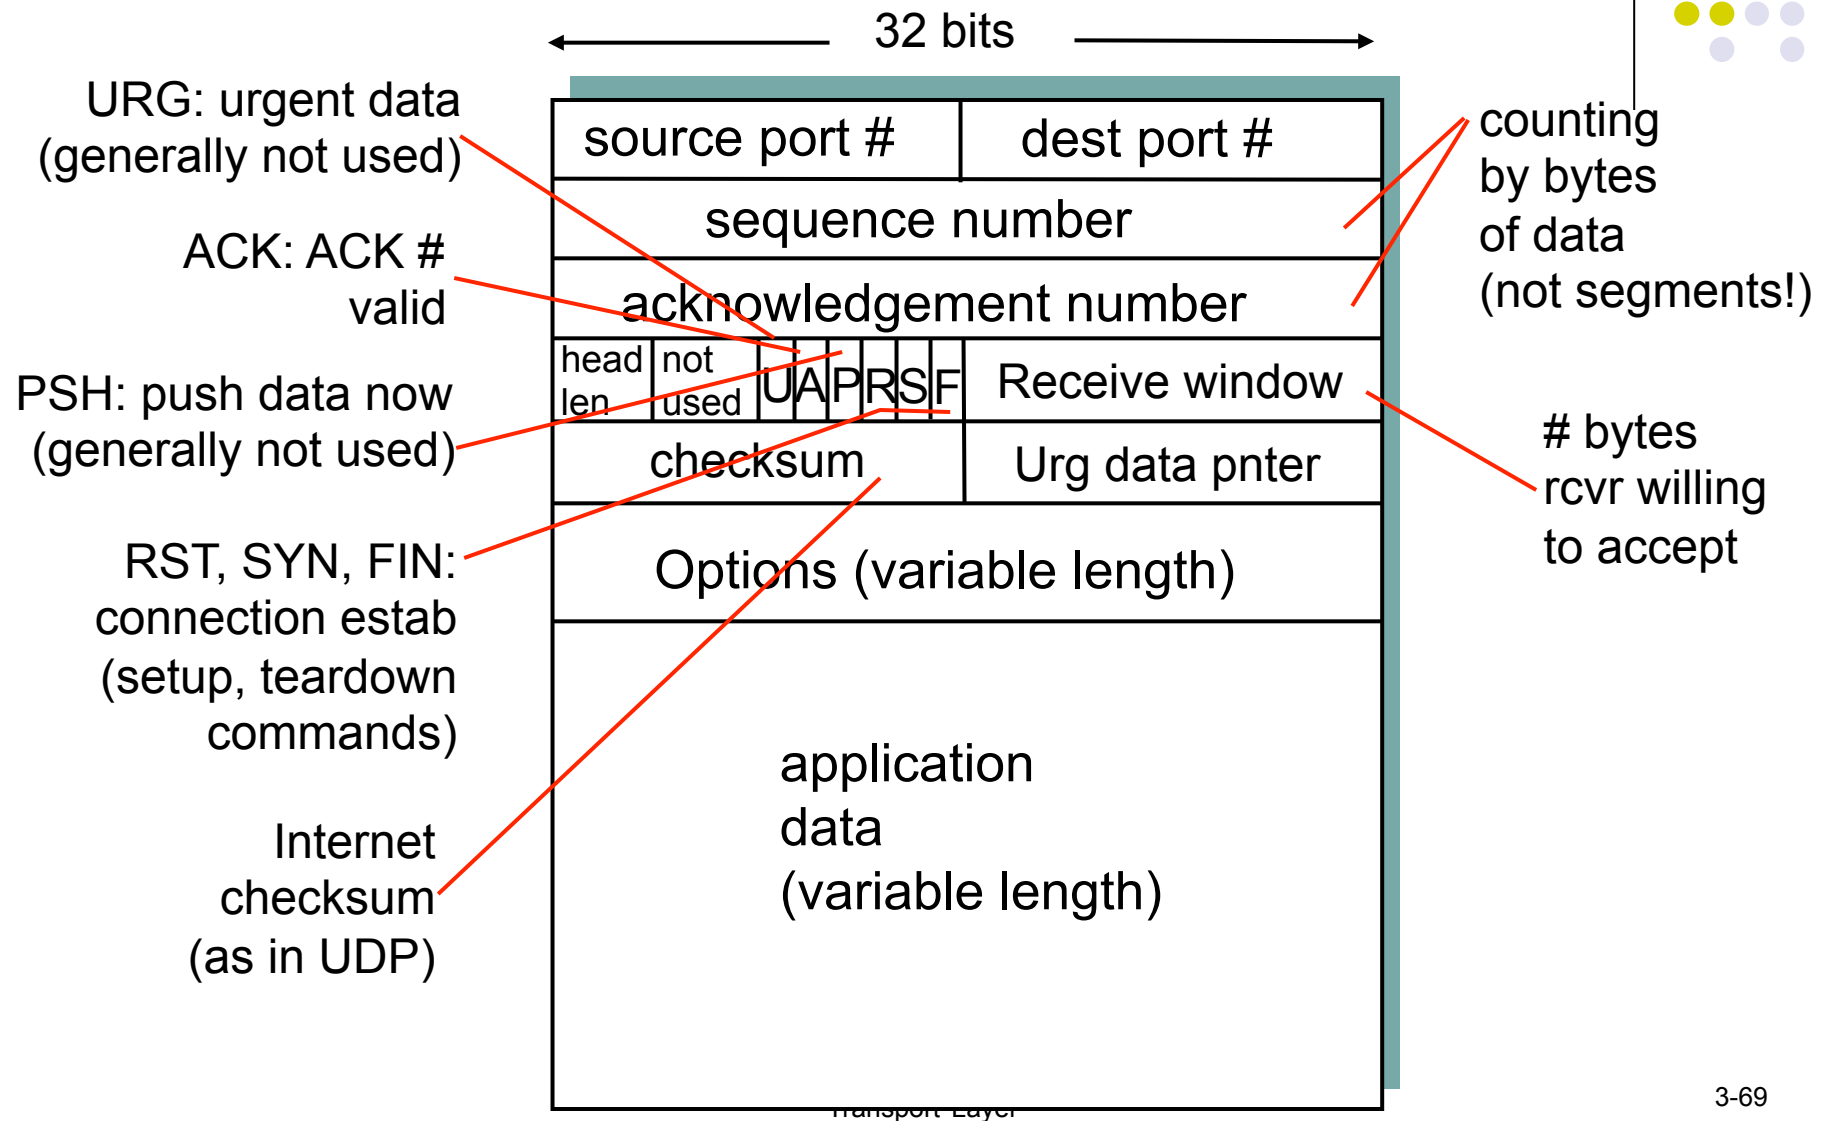 32 bits
URG: urgent data
(generally not used)
ACK: ACK #
valid
PSH: push data now
(generally not used)
RST, SYN, FIN:
connection estab
(setup, teardown
commands)
Internet
checksum
(as in UDP)
source port #
dest port #
sequence number
acknowledgement number
head
len
not
used
U
A
P
R
S
F
Receive window
checksum
Urg data pnter
Options (variable length)
application
data
(variable length)
counting
by bytes
of data
(not segments!)
# bytes
rcvr willing
to accept
Transport Layer
3-69